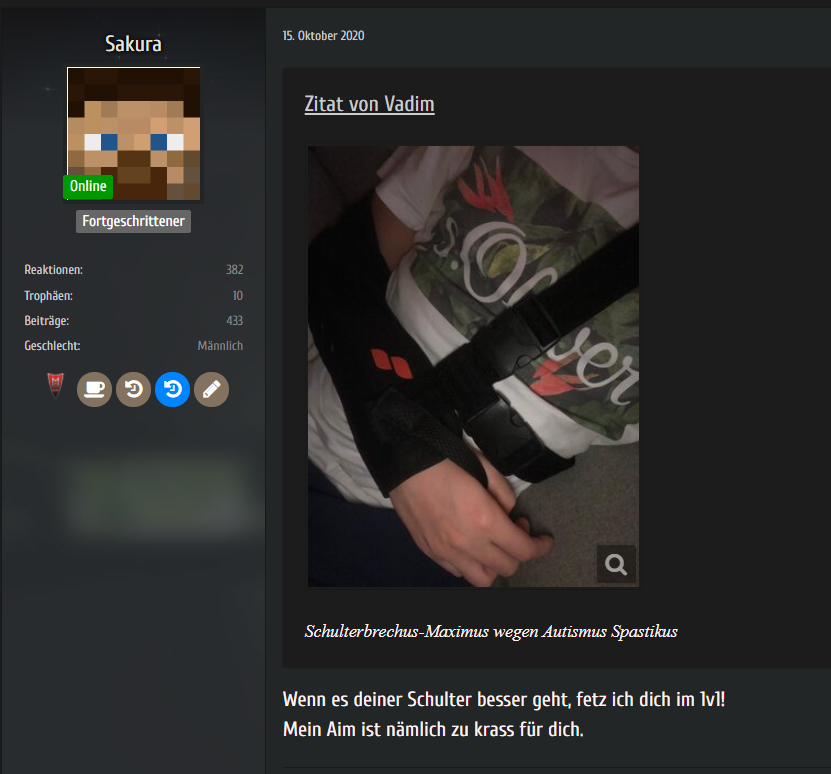 Sakura
Online
Fortgeschrittener
Reaktionen: 382
Trophäen: 10
Beiträge: 433
Geschlecht: Männlich
15. Oktober 2020
Zitat von Vadim
Schulterbrechus-Maximus wegen Autismus Spastikus
Wenn es deiner Schulter besser geht, fetz ich dich im 1v1!
Mein Aim ist nämlich zu krass für dich.